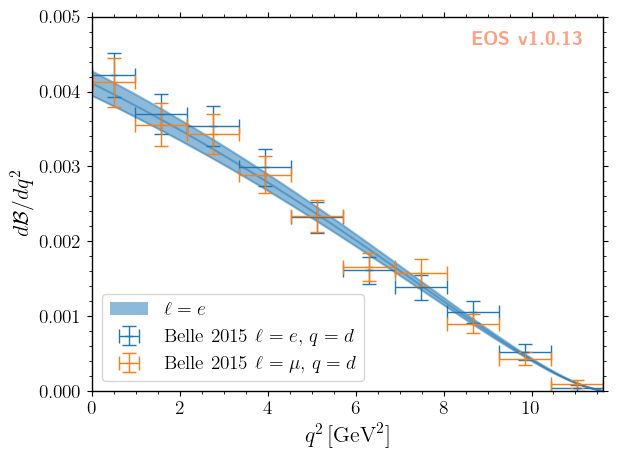 0.005
EOS v1.0.13
0.004
0.003
dℬ/dq²
0.002
0.001
ℓ = e
Belle 2015 ℓ = e, q = d
Belle 2015 ℓ = μ, q = d
0.000
0 2 4 6 8 10
q² [GeV²]